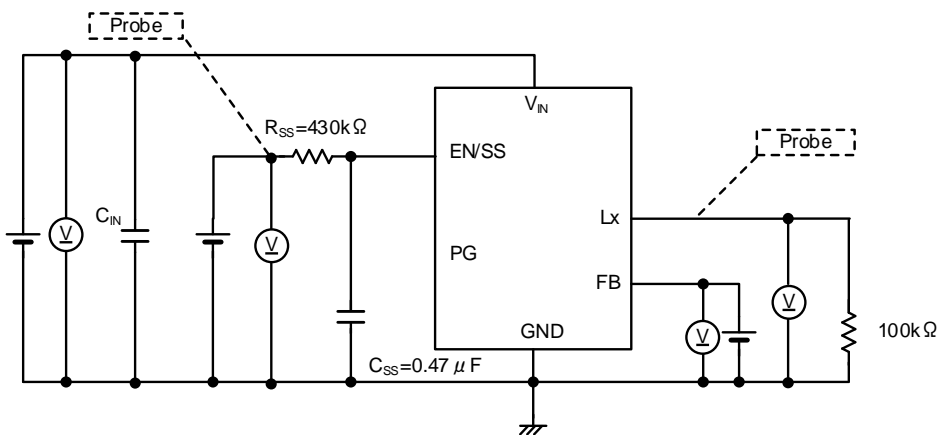 Probe
V_IN
R_SS=430kΩ
EN/SS
Probe
Lx
C_IN
V
V
PG
FB
V
V
100kΩ
GND
C_SS=0.47μF